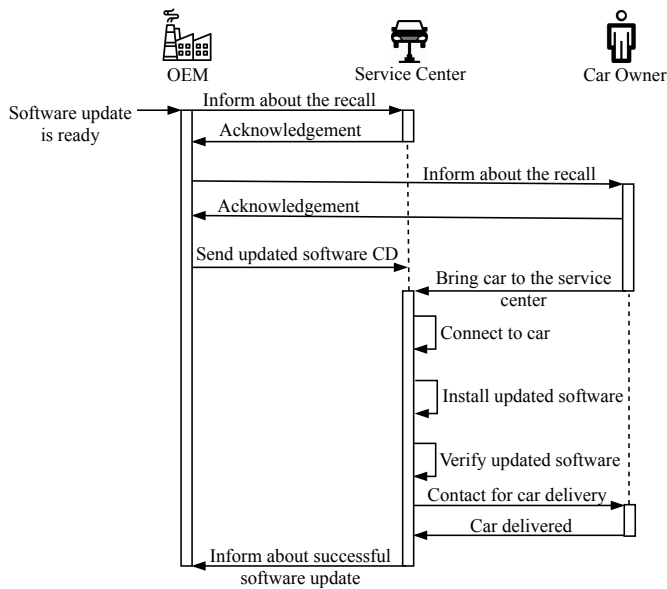 OEM
Service Center
Car Owner
Software update
is ready
Inform about the recall
Acknowledgement
Inform about the recall
Acknowledgement
Send updated software CD
Bring car to the service
center
Connect to car
Install updated software
Verify updated software
Contact for car delivery
Car delivered
Inform about successful
software update